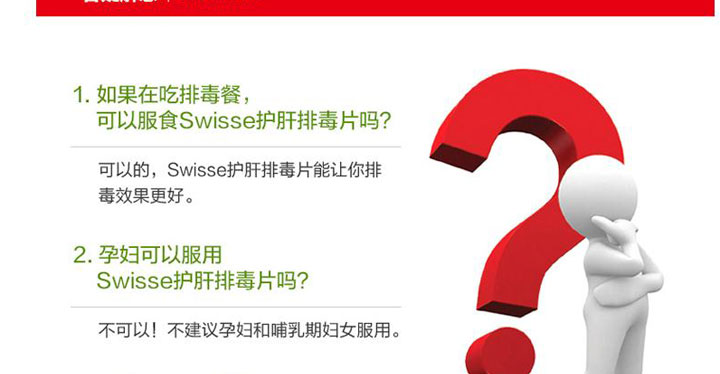 1. 如果在吃排毒餐，
可以服食Swisse护肝排毒片吗?
可以的，Swisse护肝排毒片能让你排
毒效果更好。
2. 孕妇可以服用
Swisse护肝排毒片吗?
不可以！不建议孕妇和哺乳期妇女服用。